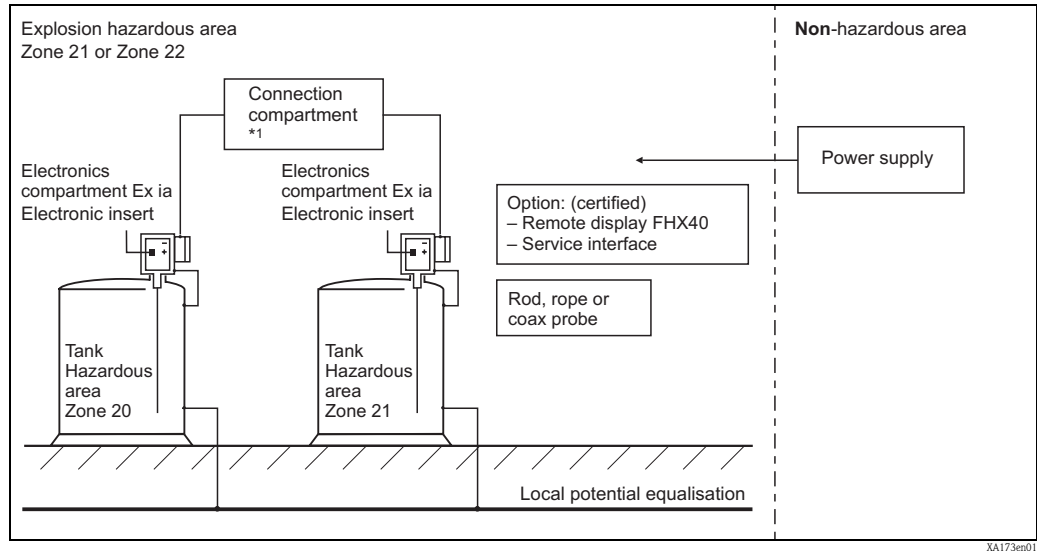 Explosion hazardous area
Zone 21 or Zone 22
Non-hazardous area
Connection
compartment
*1
Power supply
Electronics
compartment Ex ia
Electronic insert
Electronics
compartment Ex ia
Electronic insert
Option: (certified)
– Remote display FHX40
– Service interface
– +
– +
Rod, rope or
coax probe
Tank
Hazardous
area
Zone 20
Tank
Hazardous
area
Zone 21
Local potential equalisation
XA173en01